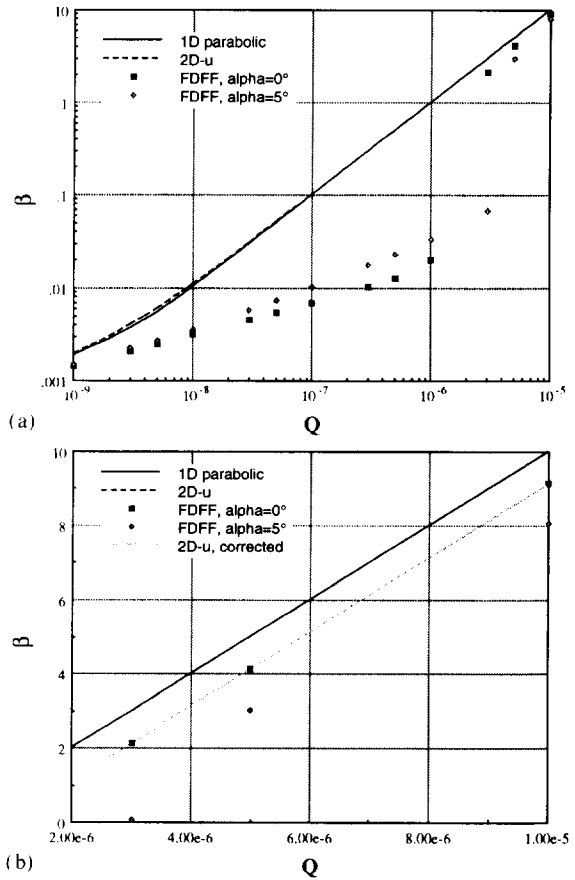 10
1D parabolic
2D-u
FDFF, alpha=0°
FDFF, alpha=5°
1
.1
β
.01
.001
10⁻⁹ 10⁻⁸ 10⁻⁷ 10⁻⁶ 10⁻⁵
(a) Q
10
1D parabolic
2D-u
FDFF, alpha=0°
FDFF, alpha=5°
2D-u, corrected
8
6
β
4
2
0
2.00e-6 4.00e-6 6.00e-6 8.00e-6 1.00e-5
(b) Q